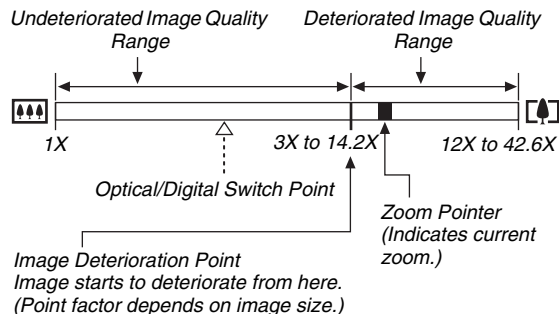 Undeteriorated Image Quality
Range
Deteriorated Image Quality
Range
1X
3X to 14.2X
12X to 42.6X
Optical/Digital Switch Point
Zoom Pointer
(Indicates current
zoom.)
Image Deterioration Point
Image starts to deteriorate from here.
(Point factor depends on image size.)